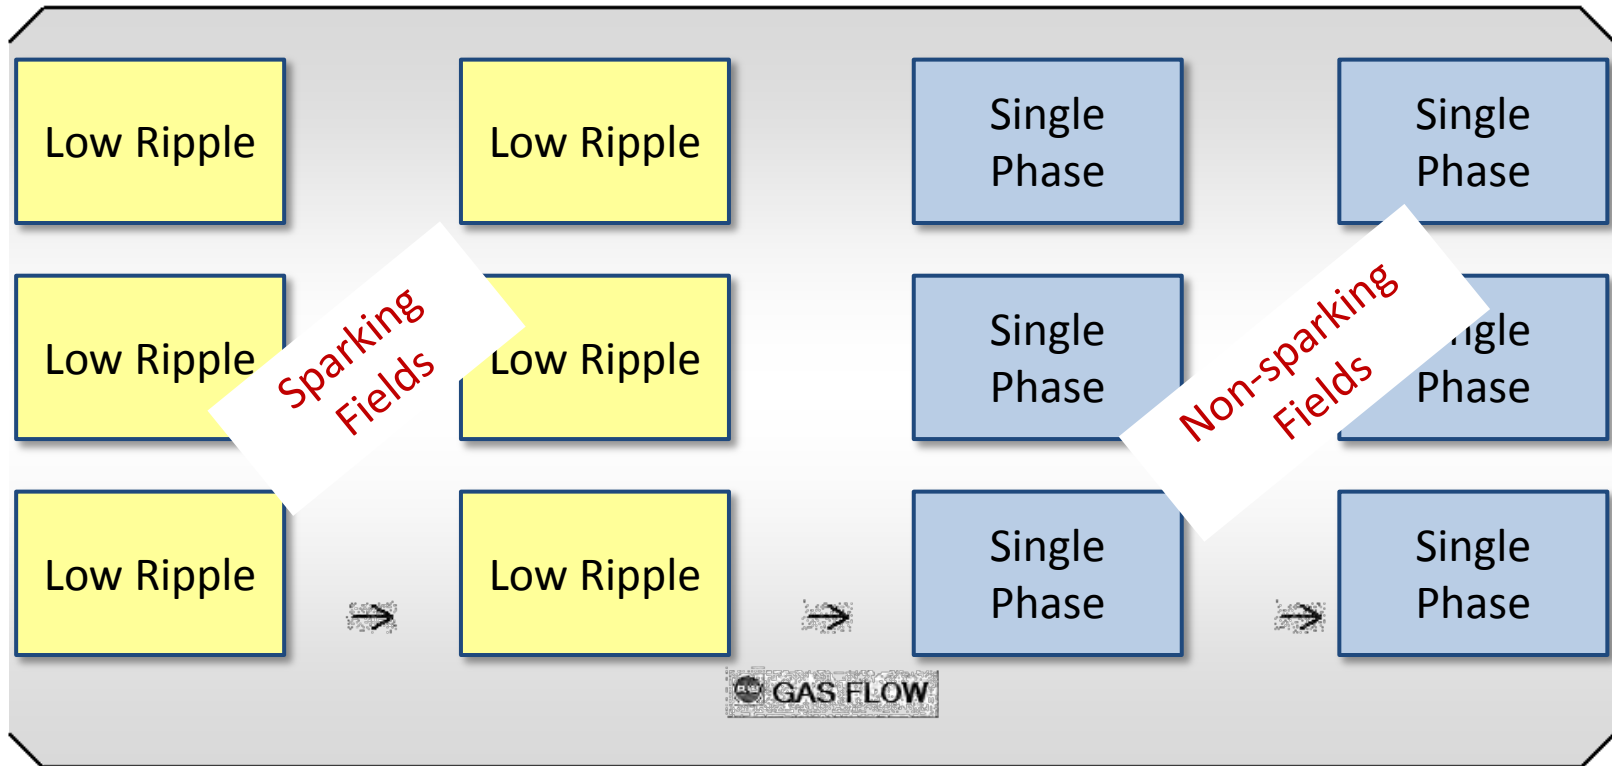 Low Ripple
Low Ripple
Single
Phase
Single
Phase
Low Ripple
Sparking
Fields
Low Ripple
Single
Phase
Non-sparking
Fields
Phase
Low Ripple
Low Ripple
Single
Phase
Single
Phase
GAS FLOW